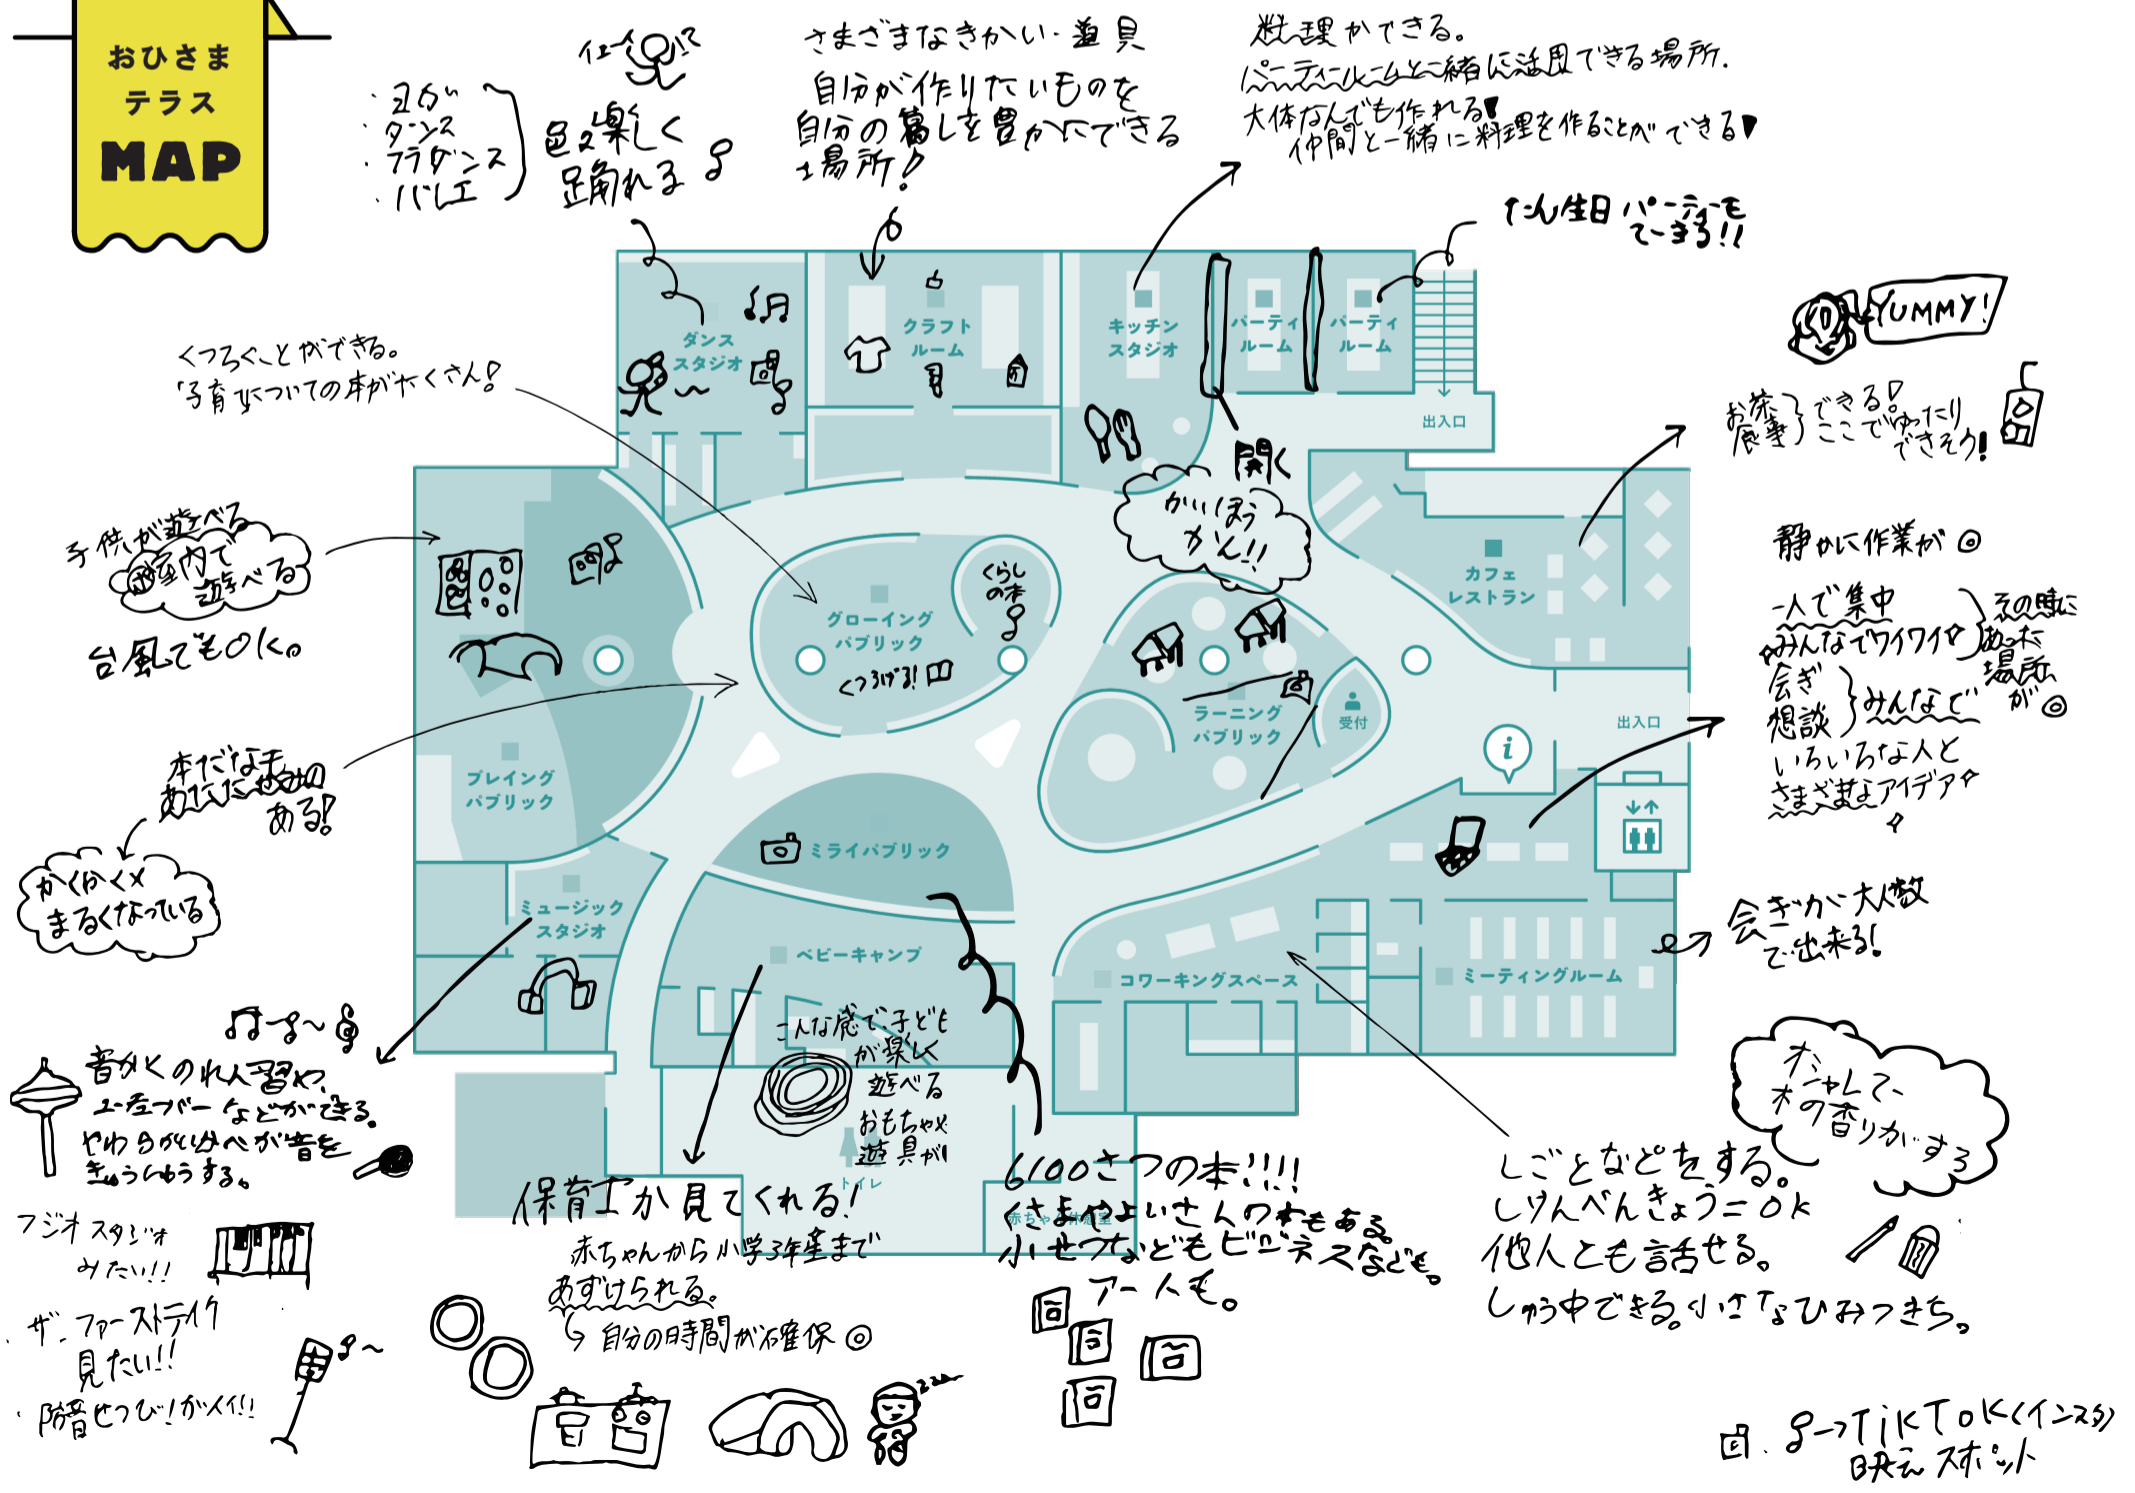 おひさま
テラス
MAP
・ヨガ
・ダンス
・フラダンス
・バレエ
イェーイ
色々楽しく
踊れる
さまざまなきかい・道具
自分が作りたいものを
自分の暮しを豊かにできる
場所!
料理ができる。
パーティールームと一緒に活用できる場所.
大体なんでも作れる!
仲間と一緒に料理を作ることができる!
たん生日パーティーも
できる!!
YUMMY!
お茶
食事
できる!
ここでゆったり
できそう!
くつろぐことができる。
子育てについての本がたくさん!
ダンス
スタジオ
クラフト
ルーム
キッチン
スタジオ
パーティ
ルーム
パーティ
ルーム
出入口
開く
かいほう
かん!!
子供が遊べる
室内で
遊べる
台風でもOK。
くらし
の本
グローイング
パブリック
くつろげる!
カフェ
レストラン
静かに作業が◎
一人で集中
みんなでワイワイ
その時に
あった
場所
が◎
会ぎ
想談
みんなで
いろいろな人と
さまざまなアイデア
ラーニング
パブリック
受付
出入口
i
プレイング
パブリック
本だなも
あたたかみの
ある!
かくかく×
まるくなっている
ミライパブリック
ミュージック
スタジオ
ベビーキャンプ
コワーキングスペース
ミーティングルーム
会ぎが大人数
で出来る!
こんな感で、子ども
が楽しく
遊べる
おもちゃや
遊具が
トイレ
赤ちゃん休憩室
音がくのれん習や、
ユーチューバーなどができる。
やわらかいかべが音を
きゅうしゅうする。
フジオスタジオ
みたい!!
ザ・ファーストテイク
見たい!!
・防音せつび!がメイ!!
保育士が見てくれる!
赤ちゃんから小学3年生まで
あずけられる。
自分の時間が確保◎
6100さつの本!!!!
くさまやよいさんの本もある。
小せつなどもビジネスなども。
アートも。
オシャレで、
木の香りがする
しごとなどをする。
しけんべんきょう=OK
他人とも話せる。
しゅう中できる。小さなひみつきち。
→TikTok(インスタ)
映えスポット